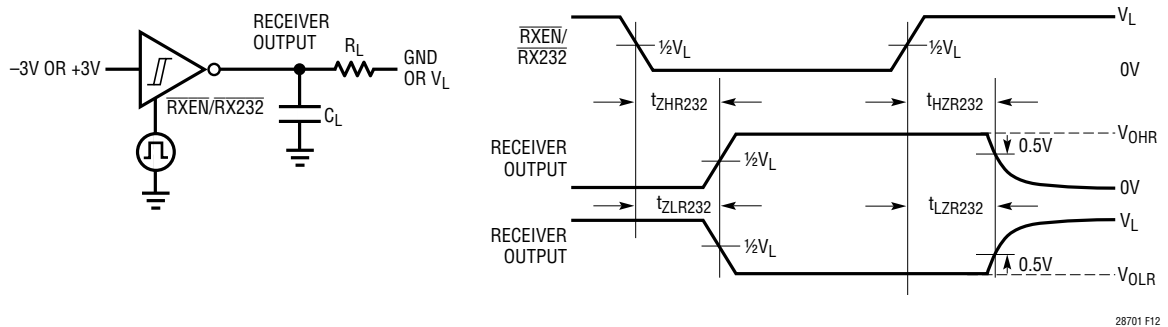 RECEIVER
OUTPUT
R_L
GND
OR V_L
–3V OR +3V
RXEN/RX232
C_L
RXEN/
RX232
½V_L
½V_L
V_L
0V
t_ZHR232
t_HZR232
RECEIVER
OUTPUT
½V_L
0.5V
V_OHR
0V
t_ZLR232
t_LZR232
V_L
RECEIVER
OUTPUT
½V_L
0.5V
V_OLR
28701 F12